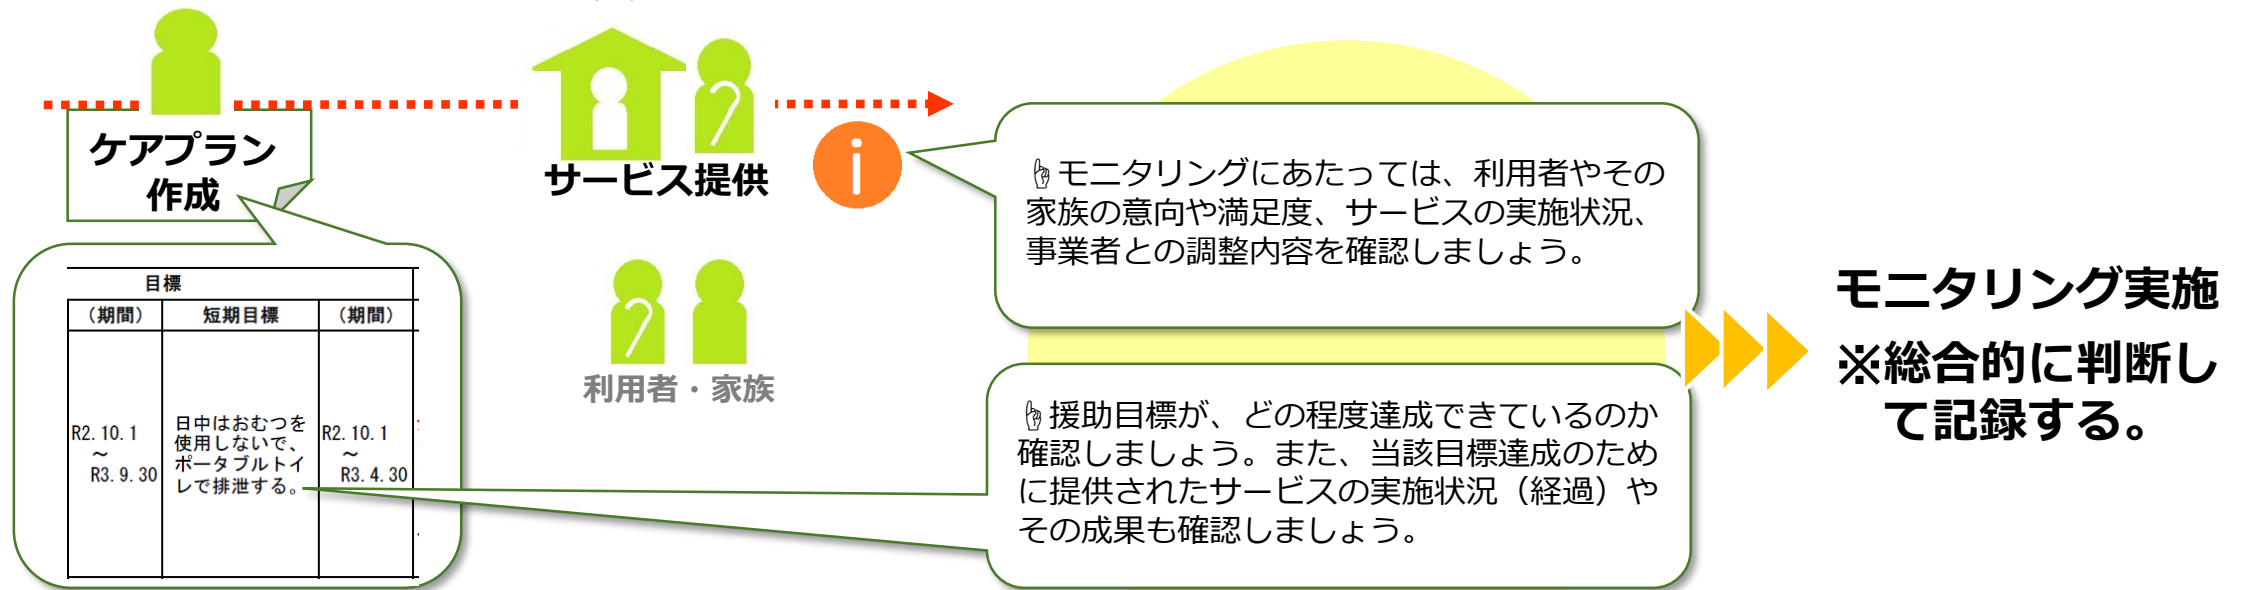 ケアプラン
作成
サービス提供
i
利用者・家族
目標
（期間）
短期目標
（期間）
R2.10.1
～
R3.9.30
日中はおむつを
使用しないで、
ポータブルトイ
レで排泄する。
R2.10.1
～
R3.4.30
☝モニタリングにあたっては、利用者やその
家族の意向や満足度、サービスの実施状況、
事業者との調整内容を確認しましょう。
☝援助目標が、どの程度達成できているのか
確認しましょう。また、当該目標達成のため
に提供されたサービスの実施状況（経過）や
その成果も確認しましょう。
モニタリング実施
※総合的に判断し
て記録する。